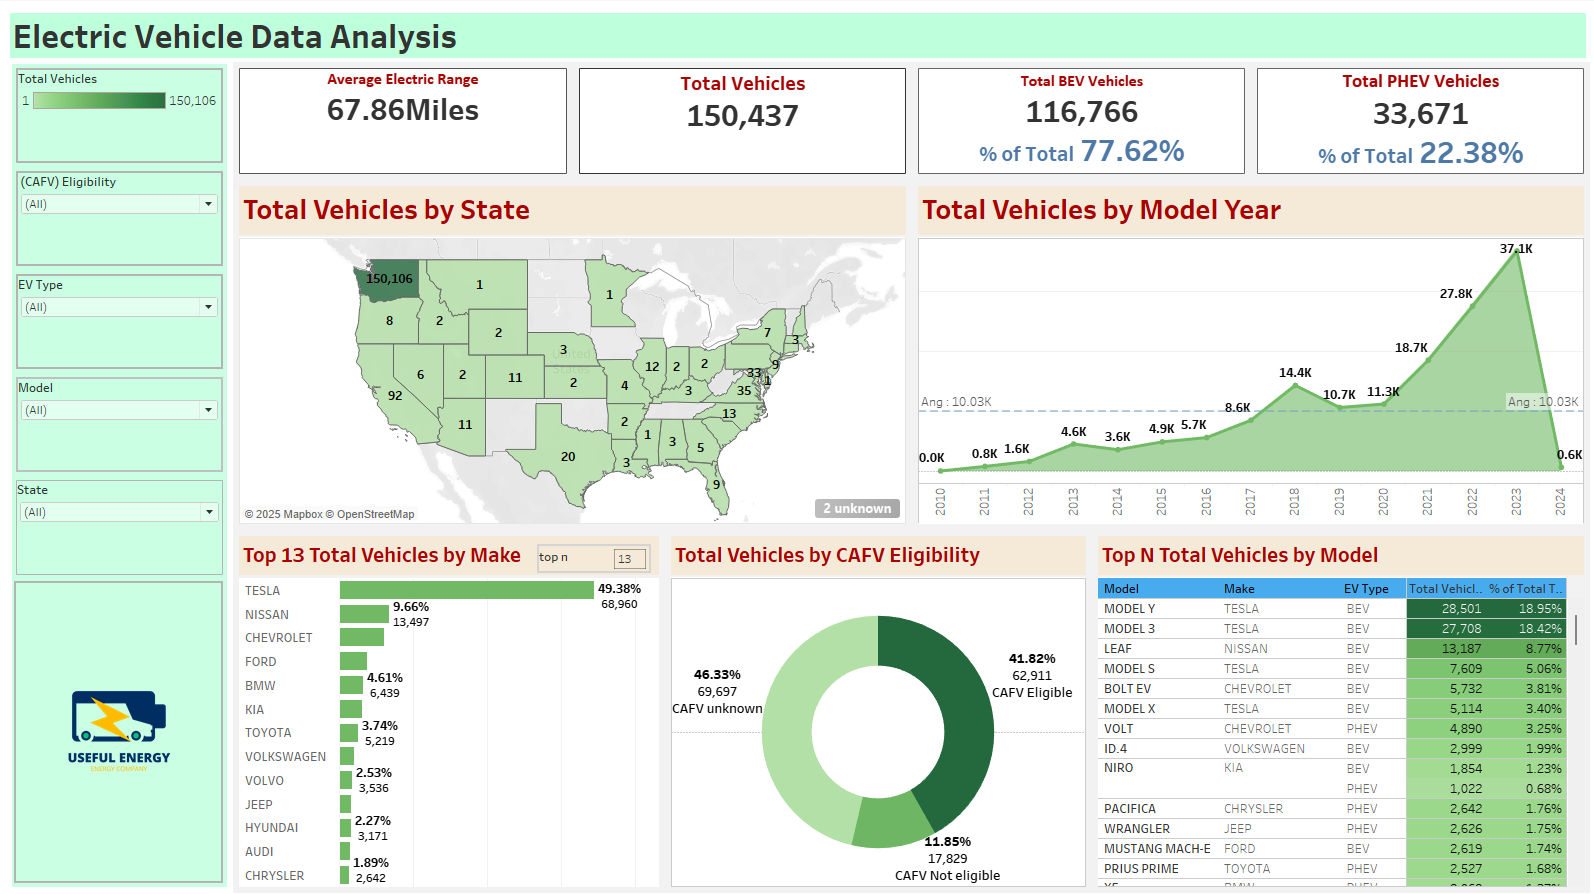 Electric Vehicle Data Analysis
Total Vehicles
1 150,106
(CAFV) Eligibility
(All)
EV Type
(All)
Model
(All)
State
(All)
USEFUL ENERGY
ENERGY COMPANY
Average Electric Range
67.86Miles
Total Vehicles
150,437
Total BEV Vehicles
116,766
% of Total 77.62%
Total PHEV Vehicles
33,671
% of Total 22.38%
Total Vehicles by State
150,106
1
1
8
2
2
7
3
3
12
2
2
9
6
2
11
2
4
33
1
92
3
35
11
2
13
20
1
3
5
3
9
United States
© 2025 Mapbox © OpenStreetMap
2 unknown
Total Vehicles by Model Year
37.1K
27.8K
18.7K
14.4K
10.7K
11.3K
8.6K
Ang : 10.03K
Ang : 10.03K
4.6K
3.6K
4.9K
5.7K
0.0K
0.8K
1.6K
0.6K
2010
2011
2012
2013
2014
2015
2016
2017
2018
2019
2020
2021
2022
2023
2024
Top 13 Total Vehicles by Make
top n
13
TESLA 49.38%
68,960
NISSAN 9.66%
13,497
CHEVROLET
FORD
BMW 4.61%
6,439
KIA
TOYOTA 3.74%
5,219
VOLKSWAGEN
VOLVO 2.53%
3,536
JEEP
HYUNDAI 2.27%
3,171
AUDI
CHRYSLER 1.89%
2,642
Total Vehicles by CAFV Eligibility
46.33%
69,697
CAFV unknown
41.82%
62,911
CAFV Eligible
11.85%
17,829
CAFV Not eligible
Top N Total Vehicles by Model
Model Make EV Type Total Vehicl.. % of Total T..
MODEL Y TESLA BEV 28,501 18.95%
MODEL 3 TESLA BEV 27,708 18.42%
LEAF NISSAN BEV 13,187 8.77%
MODEL S TESLA BEV 7,609 5.06%
BOLT EV CHEVROLET BEV 5,732 3.81%
MODEL X TESLA BEV 5,114 3.40%
VOLT CHEVROLET PHEV 4,890 3.25%
ID.4 VOLKSWAGEN BEV 2,999 1.99%
NIRO KIA BEV 1,854 1.23%
PHEV 1,022 0.68%
PACIFICA CHRYSLER PHEV 2,642 1.76%
WRANGLER JEEP PHEV 2,626 1.75%
MUSTANG MACH-E FORD BEV 2,619 1.74%
PRIUS PRIME TOYOTA PHEV 2,527 1.68%